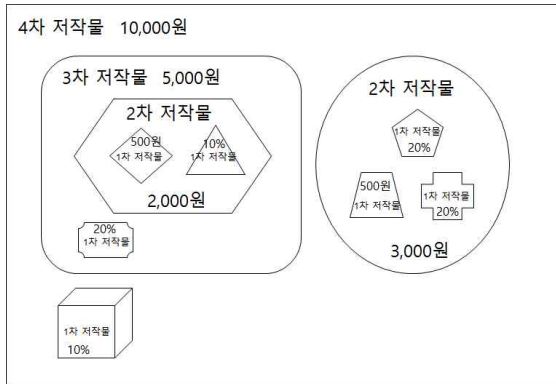 4차 저작물 10,000원
3차 저작물 5,000원
2차 저작물
500원
1차 저작물
10%
1차 저작물
2,000원
20%
1차 저작물
2차 저작물
1차 저작물
20%
500원
1차 저작물
1차 저작물
20%
3,000원
1차 저작물
10%